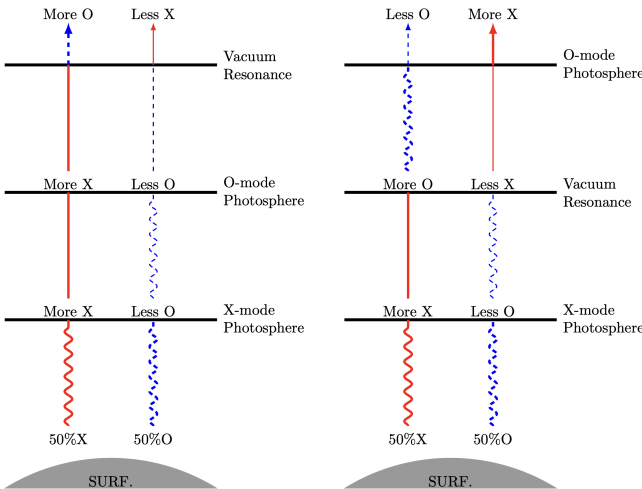 More O Less X
Vacuum
Resonance
More X Less O
O-mode
Photosphere
More X Less O
X-mode
Photosphere
50%X 50%O
SURF.
Less O More X
O-mode
Photosphere
More O Less X
Vacuum
Resonance
More X Less O
X-mode
Photosphere
50%X 50%O
SURF.